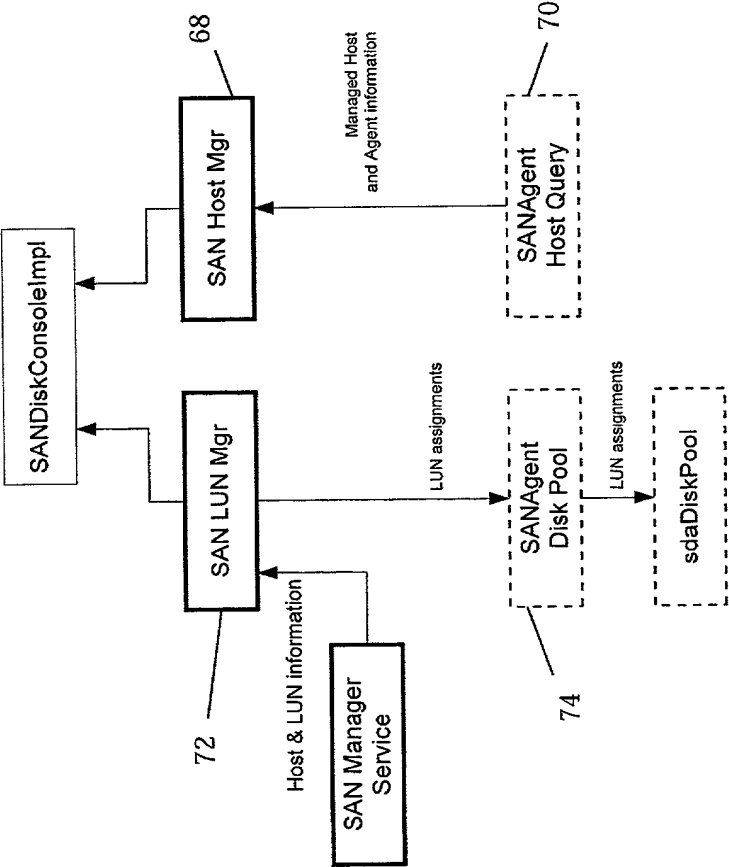 SANDiskConsoleImpl
68
SAN Host Mgr
Managed Host
and Agent information
70
SANAgent
Host Query
72
SAN LUN Mgr
Host & LUN information
SAN Manager
Service
LUN assignments
74
SANAgent
Disk Pool
LUN assignments
sdaDiskPool